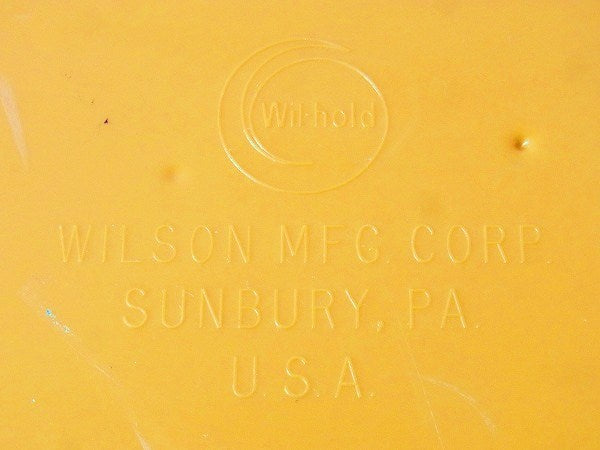 Wil-hold
WILSON MFG. CORP.
SUNBURY, PA.
U.S.A.